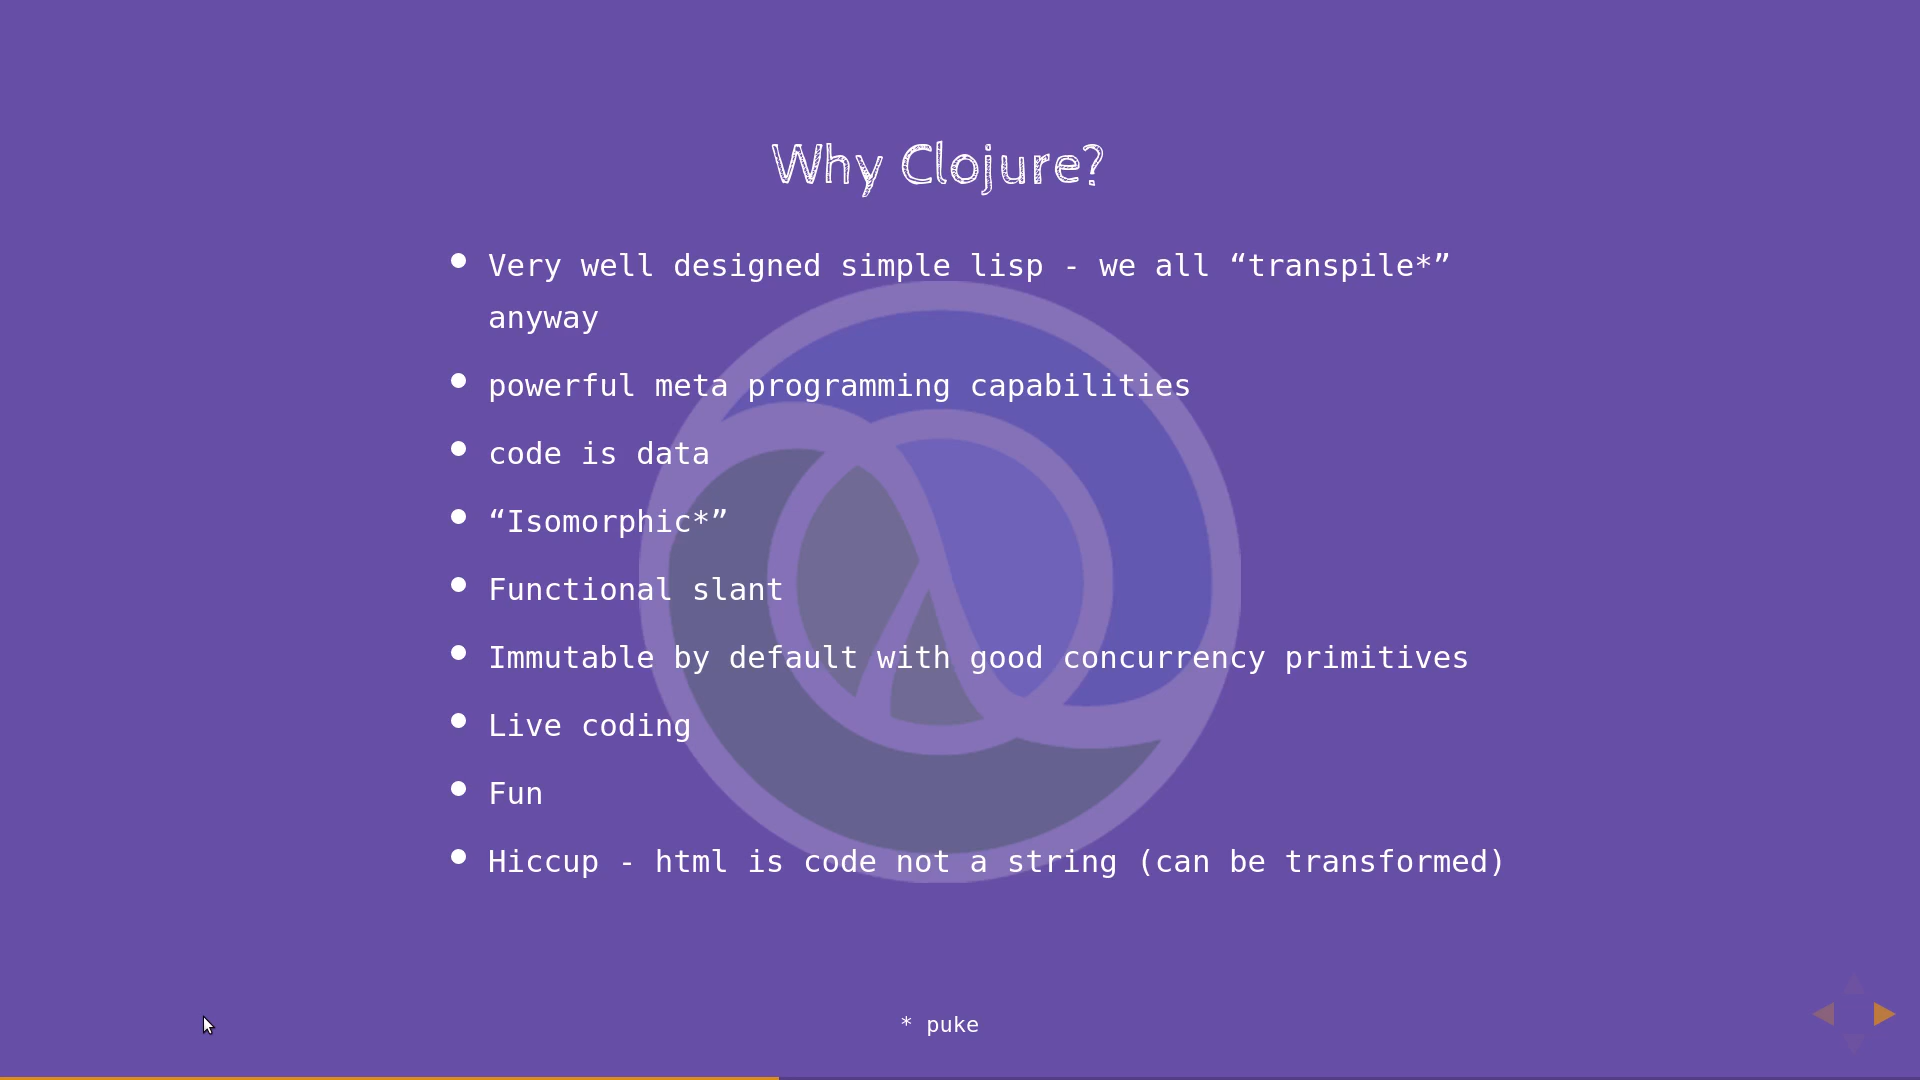 Why Clojure?
Very well designed simple lisp - we all “transpile*”
anyway
powerful meta programming capabilities
code is data
“Isomorphic*”
Functional slant
Immutable by default with good concurrency primitives
Live coding
Fun
Hiccup - html is code not a string (can be transformed)
* puke